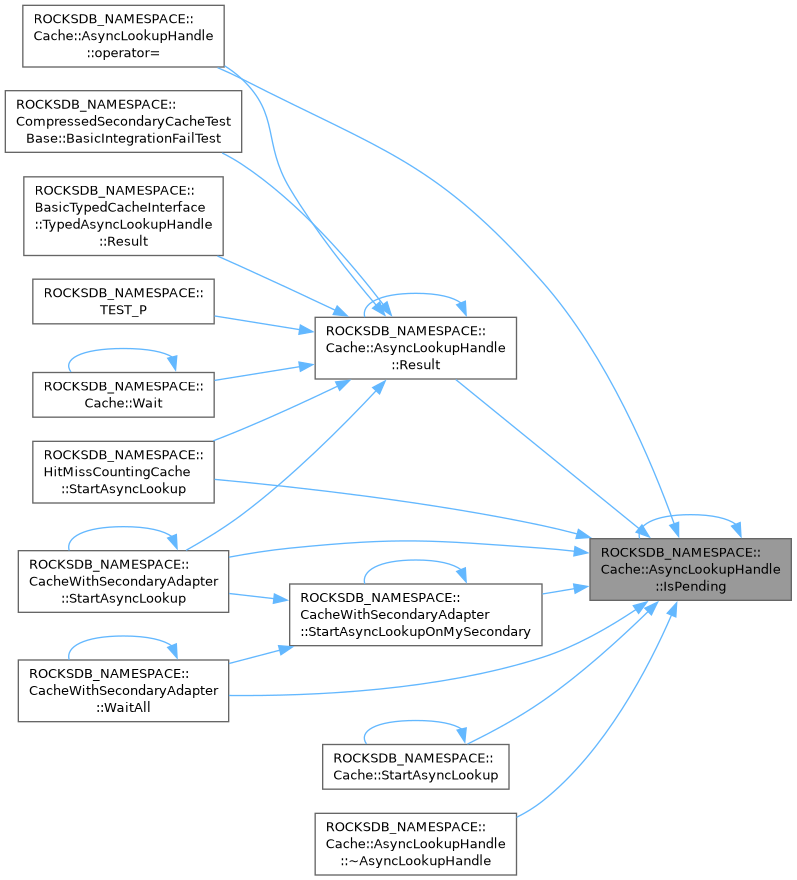 ROCKSDB_NAMESPACE::
Cache::AsyncLookupHandle
::operator=
ROCKSDB_NAMESPACE::
CompressedSecondaryCacheTest
Base::BasicIntegrationFailTest
ROCKSDB_NAMESPACE::
BasicTypedCacheInterface
::TypedAsyncLookupHandle
::Result
ROCKSDB_NAMESPACE::
TEST_P
ROCKSDB_NAMESPACE::
Cache::Wait
ROCKSDB_NAMESPACE::
HitMissCountingCache
::StartAsyncLookup
ROCKSDB_NAMESPACE::
CacheWithSecondaryAdapter
::StartAsyncLookup
ROCKSDB_NAMESPACE::
CacheWithSecondaryAdapter
::WaitAll
ROCKSDB_NAMESPACE::
Cache::AsyncLookupHandle
::Result
ROCKSDB_NAMESPACE::
CacheWithSecondaryAdapter
::StartAsyncLookupOnMySecondary
ROCKSDB_NAMESPACE::
Cache::StartAsyncLookup
ROCKSDB_NAMESPACE::
Cache::AsyncLookupHandle
::~AsyncLookupHandle
ROCKSDB_NAMESPACE::
Cache::AsyncLookupHandle
::IsPending